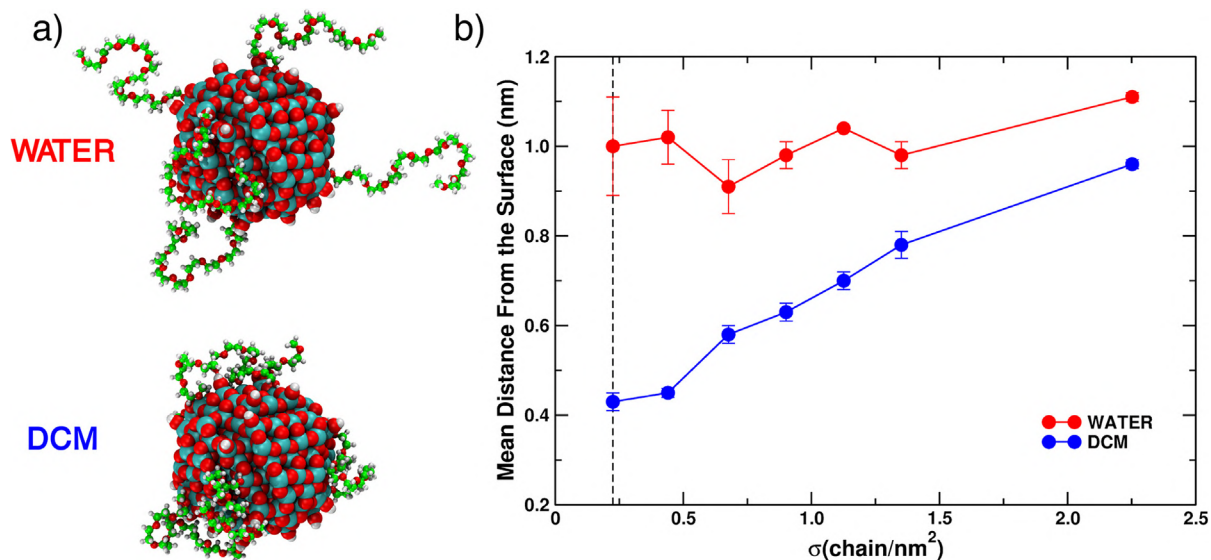 a)
WATER
DCM
b)
Mean Distance From the Surface (nm)
1.2
1.0
0.8
0.6
0.4
0.2
0
0.5
1.0
1.5
2.0
2.5
σ(chain/nm²)
WATER
DCM